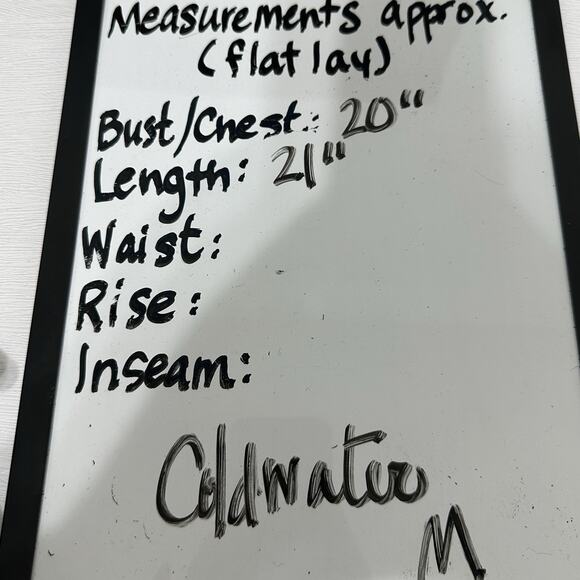 Measurements approx.
(flat lay)
Bust/Chest: 20"
Length: 21"
Waist:
Rise:
Inseam:
Coldwater
M